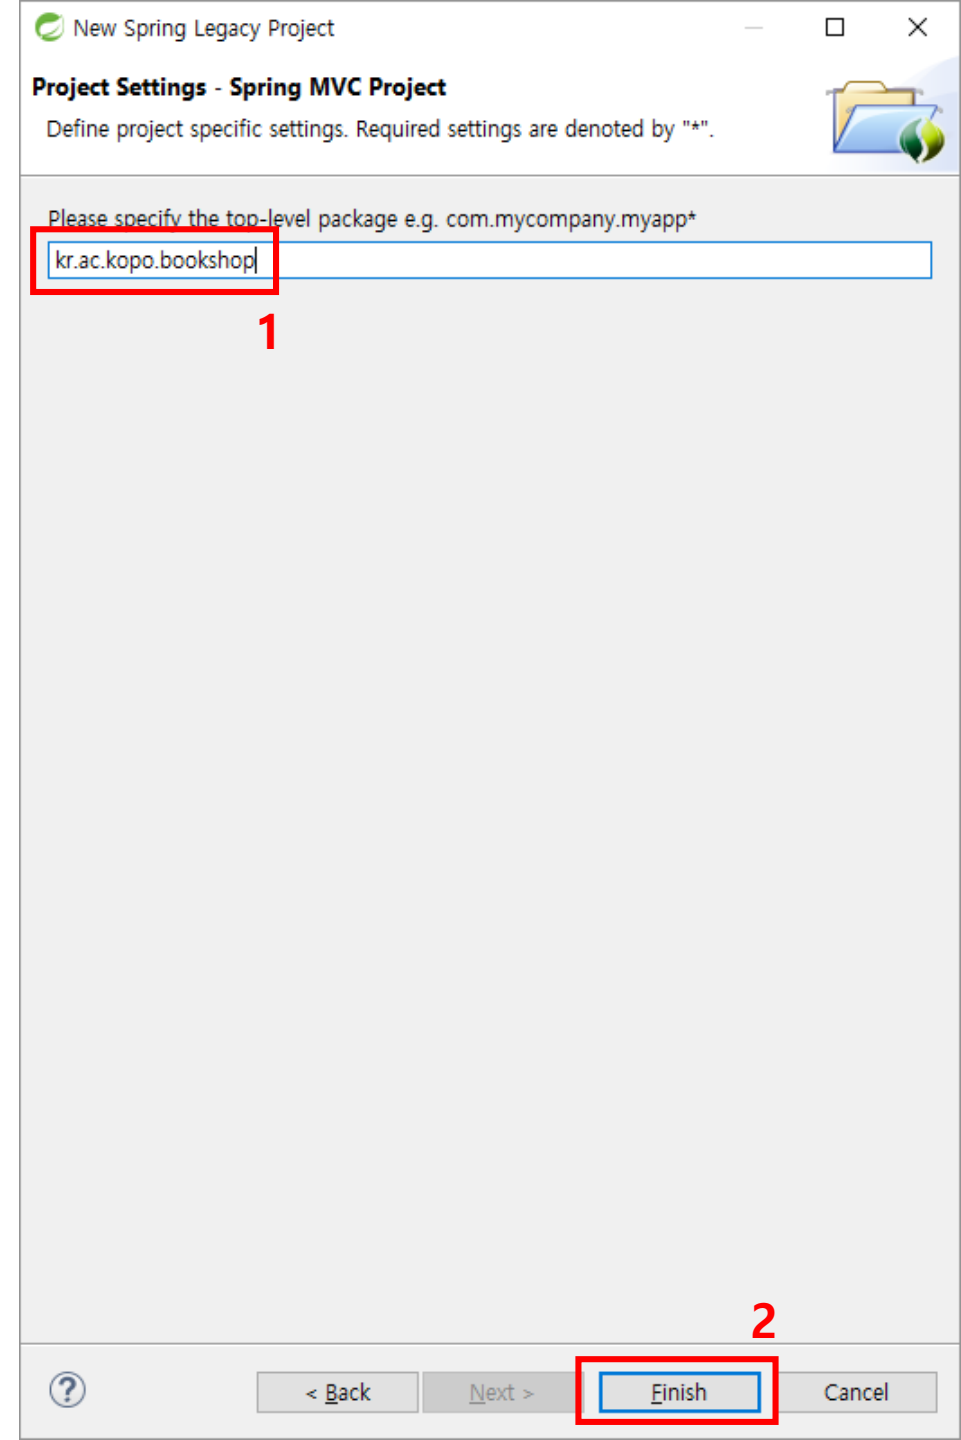 New Spring Legacy Project
Project Settings - Spring MVC Project
Define project specific settings. Required settings are denoted by "*".
Please specify the top-level package e.g. com.mycompany.myapp*
kr.ac.kopo.bookshop
1
2
? < Back Next > Finish Cancel